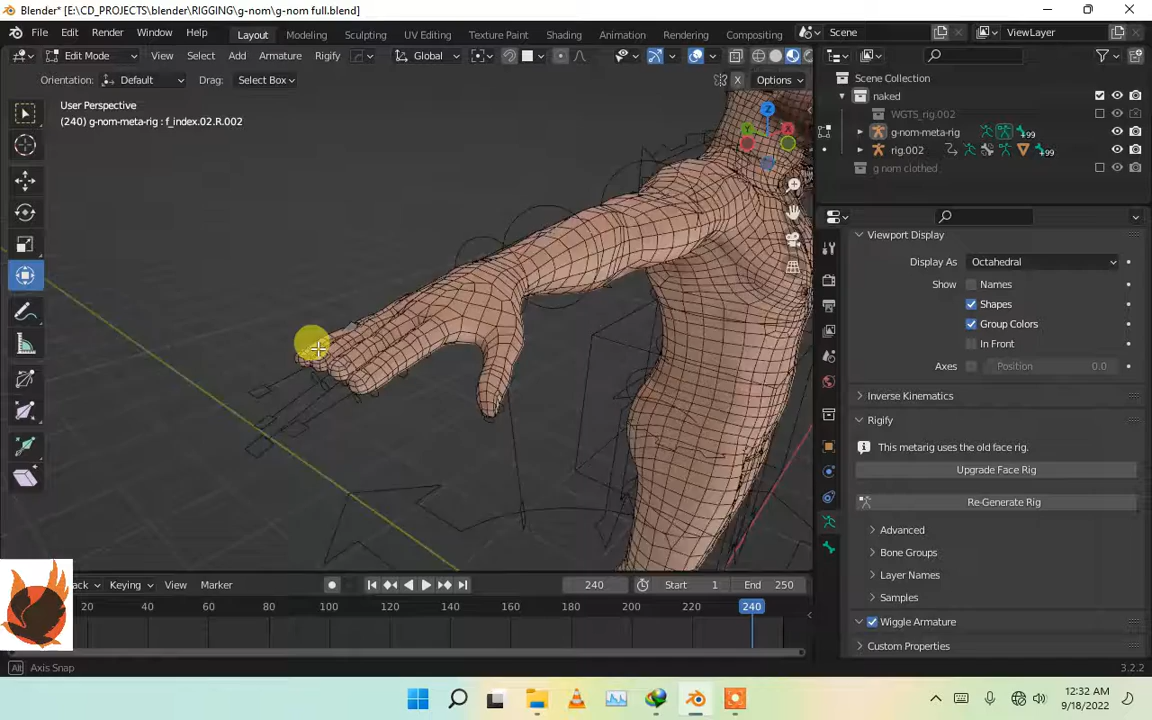 Blender* [E:\CD_PROJECTS\blender\RIGGING\g-nom\g-nom full.blend]
File Edit Render Window Help Layout Modeling Sculpting UV Editing Texture Paint Shading Animation Rendering Compositing Scene ViewLayer
Edit Mode View Select Add Armature Rigify Global
Orientation: Default Drag: Select Box Options
User Perspective
(240) g-nom-meta-rig : f_index.02.R.002
Z
Y
X
Scene Collection
naked
WGTS_rig.002
g-nom-meta-rig +99
rig.002 +99
g nom clothed
Viewport Display
Display As Octahedral
Show Names
Shapes
Group Colors
In Front
Axes Position 0.0
Inverse Kinematics
Rigify
This metarig uses the old face rig.
Upgrade Face Rig
Re-Generate Rig
Advanced
Bone Groups
Layer Names
Samples
Wiggle Armature
Custom Properties
Keying View Marker 240 Start 1 End 250
20 40 60 80 100 120 140 160 180 200 220 240
Alt Axis Snap 3.2.2
12:32 AM
9/18/2022